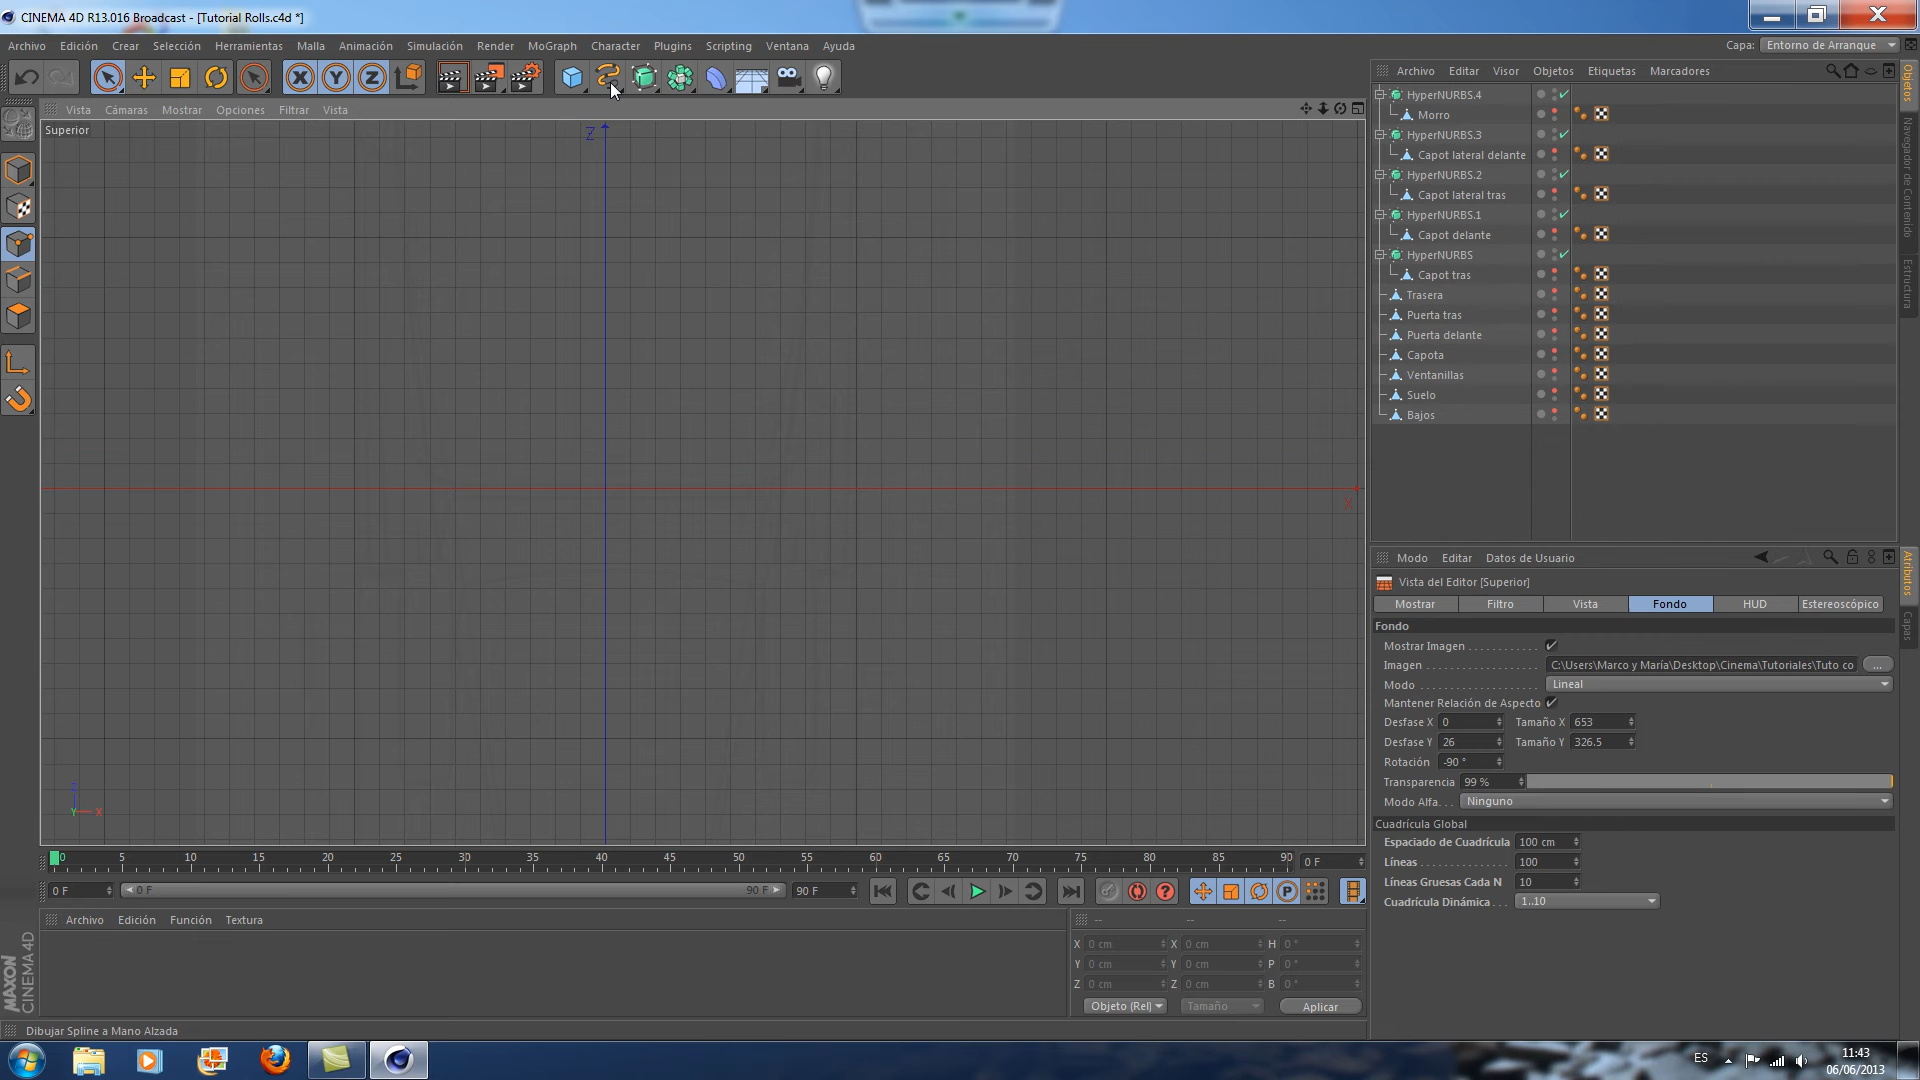 CINEMA 4D R13.016 Broadcast - [Tutorial Rolls.c4d *]
Archivo Edición Crear Selección Herramientas Malla Animación Simulación Render MoGraph Character Plugins Scripting Ventana Ayuda
Capa: Entorno de Arranque
X Y Z
Vista Cámaras Mostrar Opciones Filtrar Vista
Superior
Z
X
Y X
Archivo Editar Visor Objetos Etiquetas Marcadores
HyperNURBS.4
Morro
HyperNURBS.3
Capot lateral delante
HyperNURBS.2
Capot lateral tras
HyperNURBS.1
Capot delante
HyperNURBS
Capot tras
Trasera
Puerta tras
Puerta delante
Capota
Ventanillas
Suelo
Bajos
Objetos
Navegador de Contenido
Estructura
Modo Editar Datos de Usuario
Vista del Editor [Superior]
Mostrar Filtro Vista Fondo HUD Estereoscópico
Fondo
Mostrar Imagen
Imagen C:\Users\Marco y María\Desktop\Cinema\Tutoriales\Tuto co ...
Modo Lineal
Mantener Relación de Aspecto
Desfase X 0 Tamaño X 653
Desfase Y 26 Tamaño Y 326.5
Rotación -90 °
Transparencia 99 %
Modo Alfa. . . Ninguno
Cuadrícula Global
Espaciado de Cuadrícula 100 cm
Líneas 100
Líneas Gruesas Cada N 10
Cuadrícula Dinámica . . . 1..10
Atributos
Capas
0 5 10 15 20 25 30 35 40 45 50 55 60 65 70 75 80 85 90 0 F
0 F 0 F 90 F 90 F
P
Archivo Edición Función Textura
-- -- --
X 0 cm X 0 cm H 0 °
Y 0 cm Y 0 cm P 0 °
Z 0 cm Z 0 cm B 0 °
Objeto (Rel) Tamaño Aplicar
MAXON
CINEMA 4D
Dibujar Spline a Mano Alzada
ES
11:43
06/06/2013